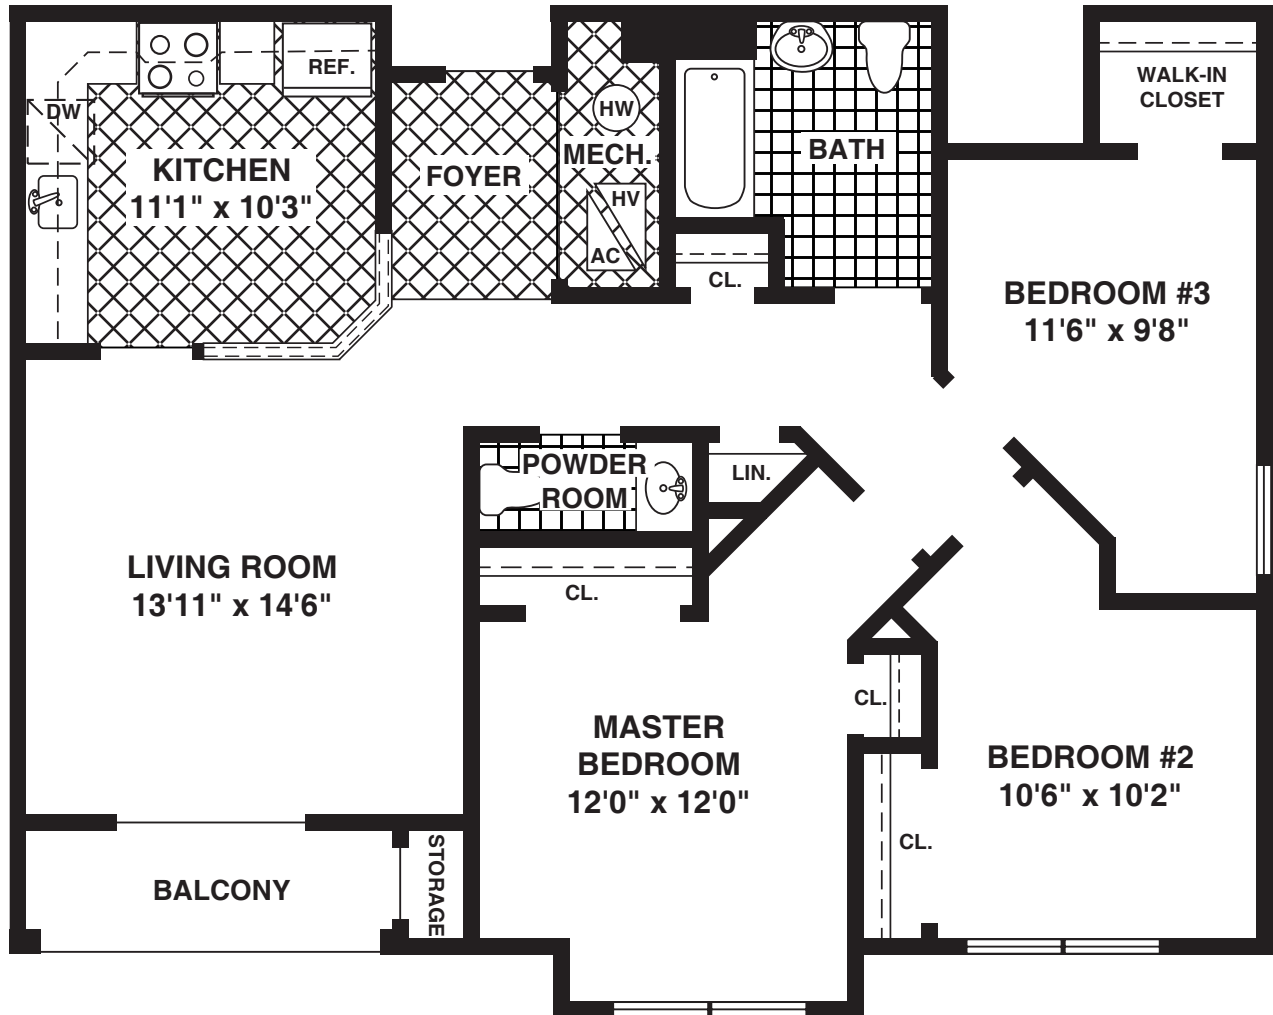 REF.
WALK-IN
CLOSET
DW
HW
KITCHEN
11'1" x 10'3"
FOYER
MECH.
BATH
HV
AC
CL.
BEDROOM #3
11'6" x 9'8"
POWDER
ROOM
LIN.
LIVING ROOM
13'11" x 14'6"
CL.
CL.
MASTER
BEDROOM
12'0" x 12'0"
BEDROOM #2
10'6" x 10'2"
CL.
BALCONY
STORAGE